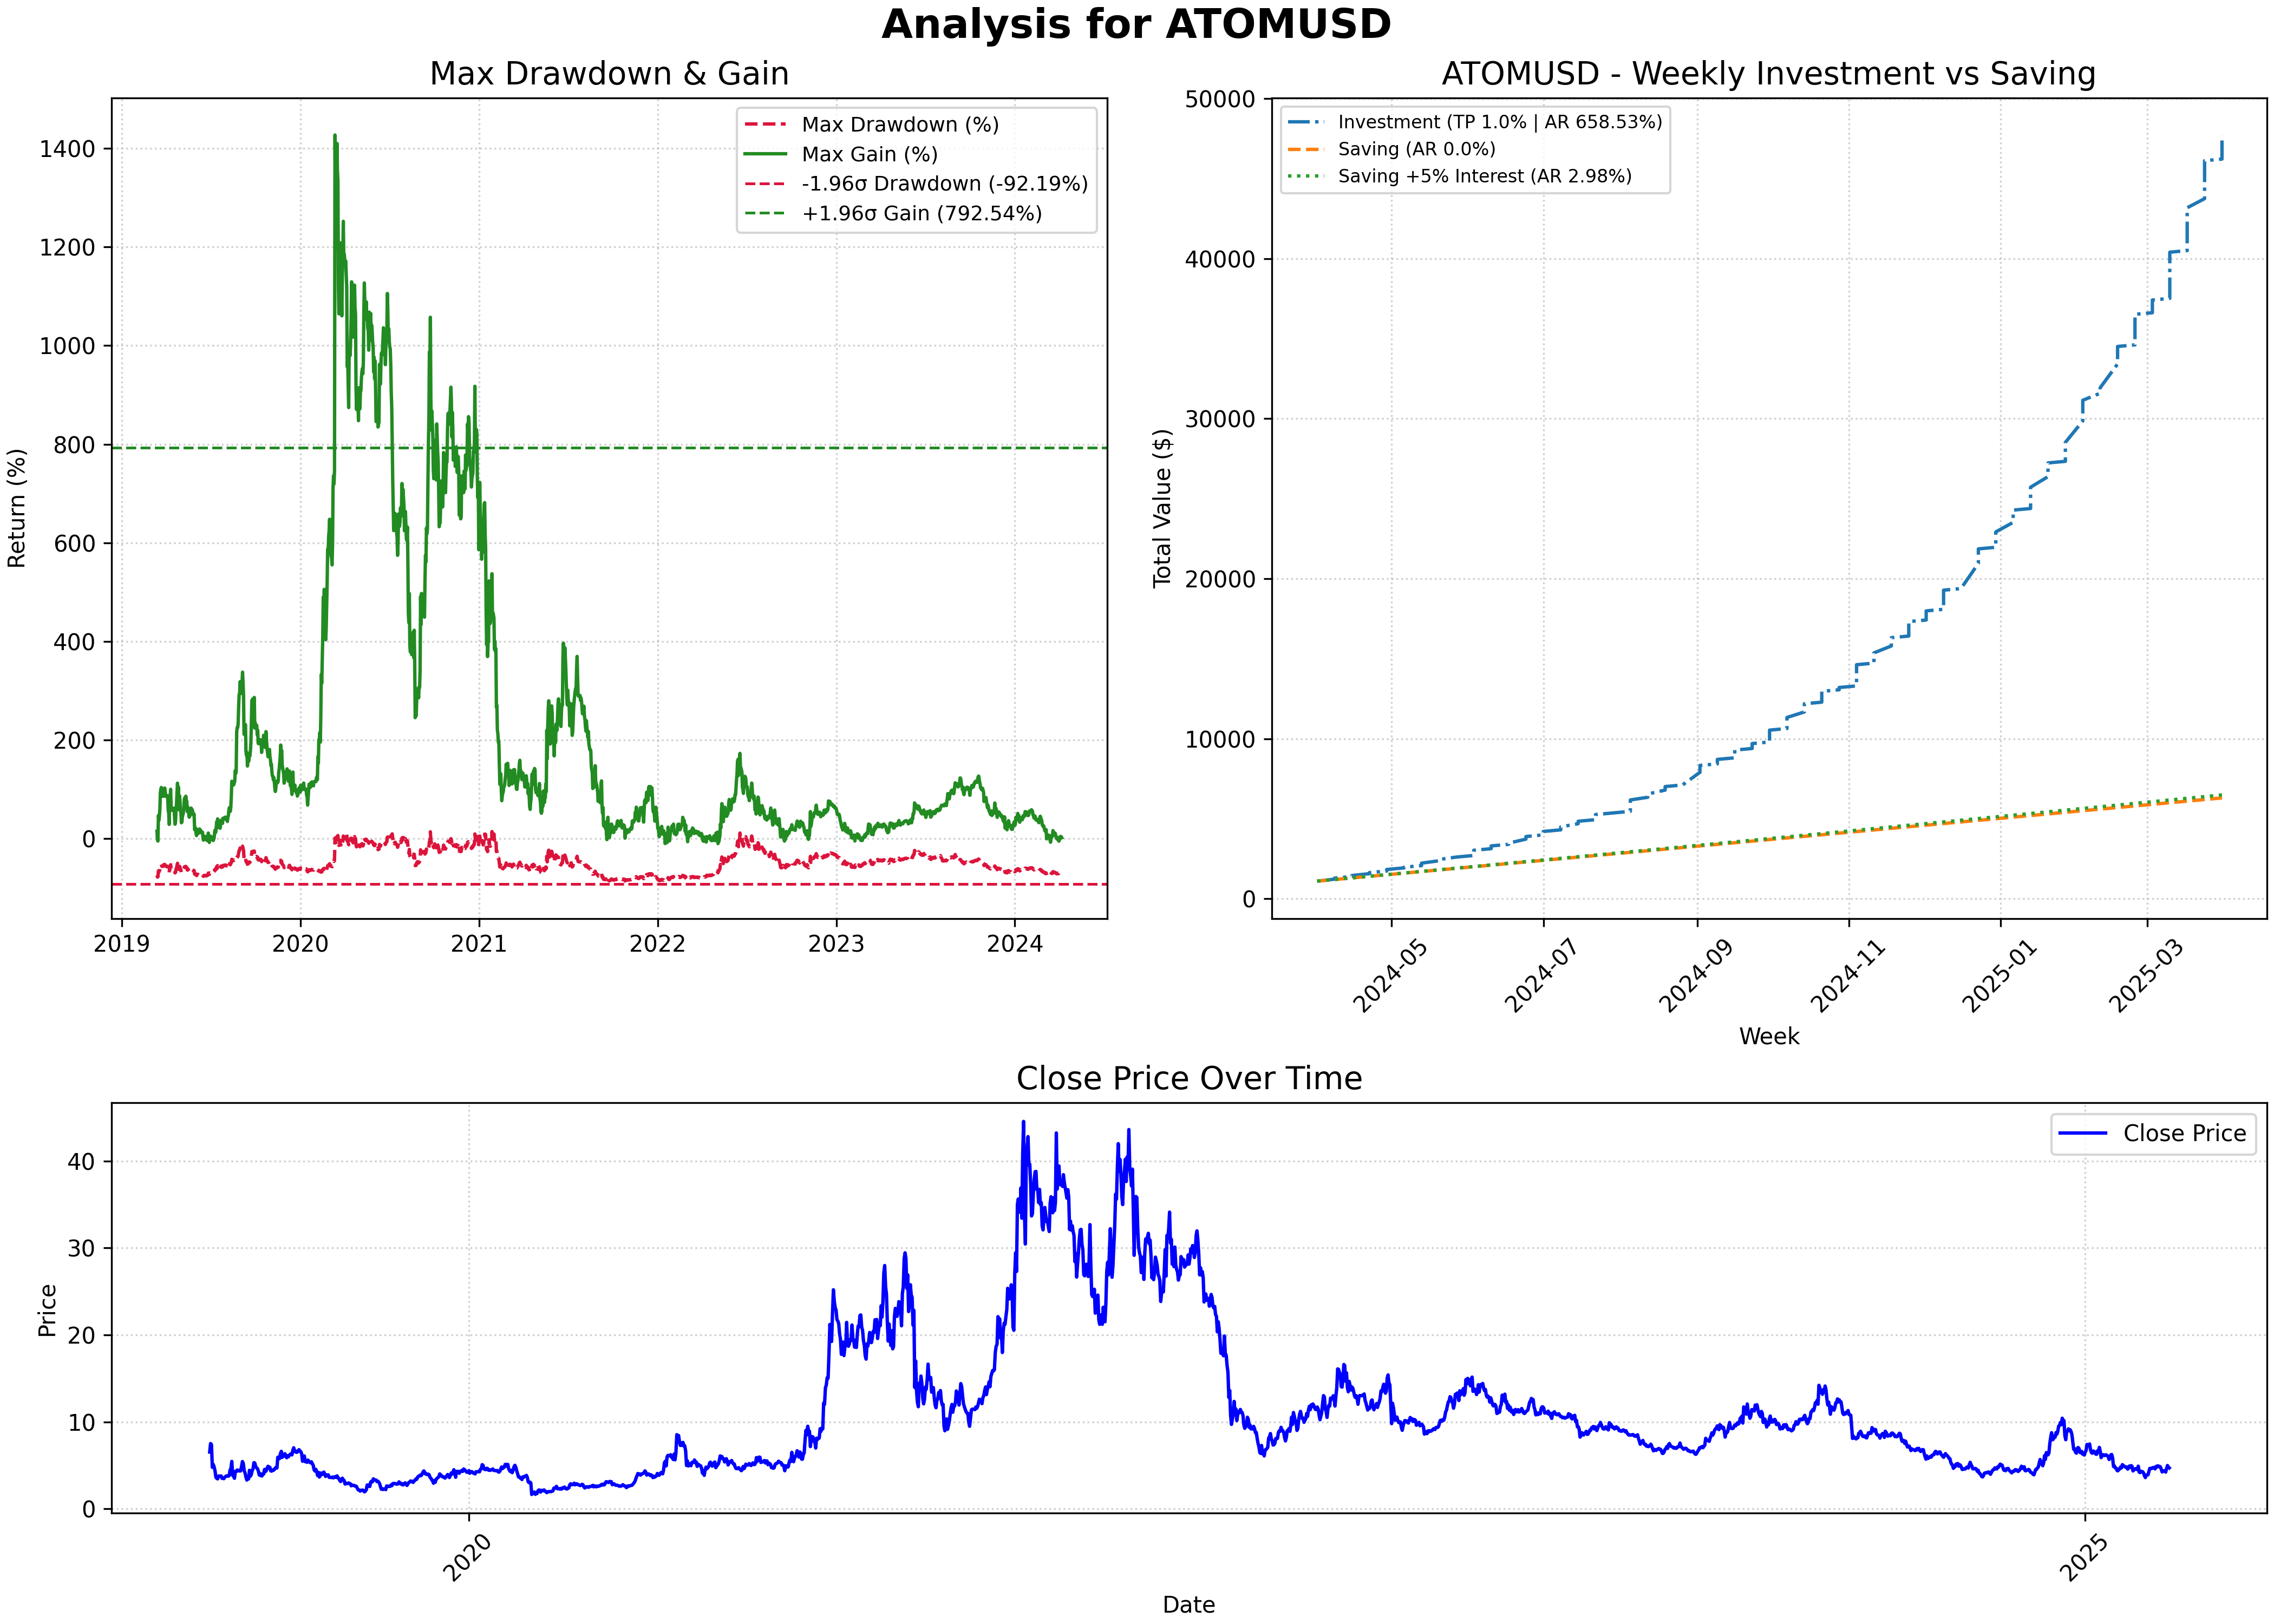 Analysis for ATOMUSD
Max Drawdown & Gain
Return (%)
1400
1200
1000
800
600
400
200
0
2019 2020 2021 2022 2023 2024
Max Drawdown (%)
Max Gain (%)
-1.96σ Drawdown (-92.19%)
+1.96σ Gain (792.54%)
ATOMUSD - Weekly Investment vs Saving
Total Value ($)
50000
40000
30000
20000
10000
0
Investment (TP 1.0% | AR 658.53%)
Saving (AR 0.0%)
Saving +5% Interest (AR 2.98%)
2024-05 2024-07 2024-09 2024-11 2025-01 2025-03
Week
Close Price Over Time
Price
40
30
20
10
0
Close Price
2020 2025
Date